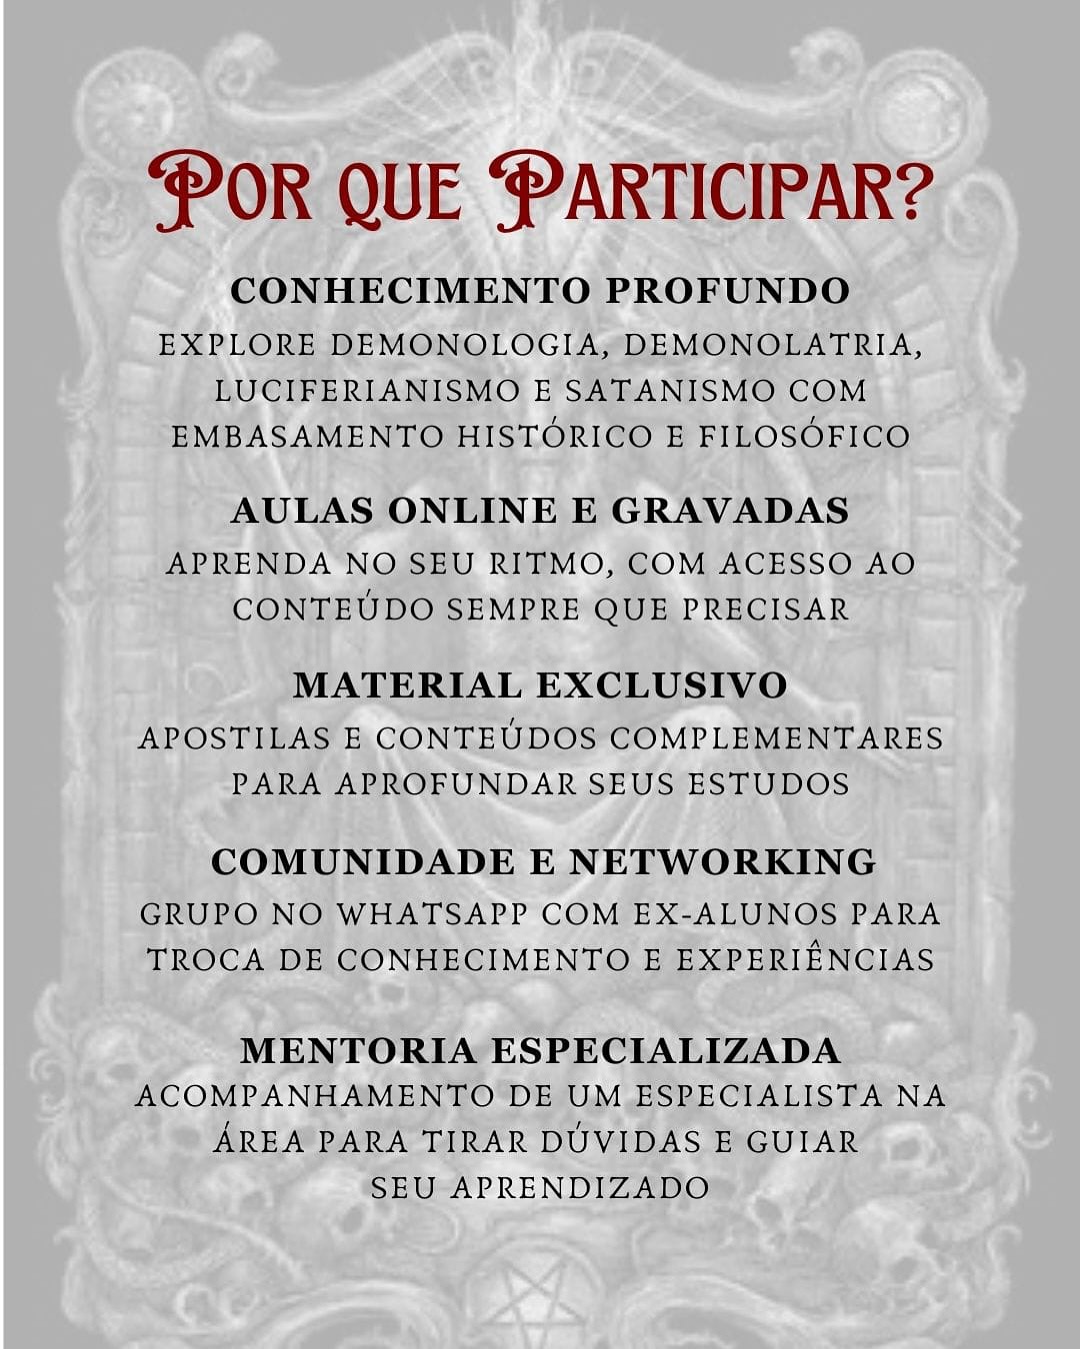 POR QUE PARTICIPAR?
CONHECIMENTO PROFUNDO
EXPLORE DEMONOLOGIA, DEMONOLATRIA,
LUCIFERIANISMO E SATANISMO COM
EMBASAMENTO HISTÓRICO E FILOSÓFICO
AULAS ONLINE E GRAVADAS
APRENDA NO SEU RITMO, COM ACESSO AO
CONTEÚDO SEMPRE QUE PRECISAR
MATERIAL EXCLUSIVO
APOSTILAS E CONTEÚDOS COMPLEMENTARES
PARA APROFUNDAR SEUS ESTUDOS
COMUNIDADE E NETWORKING
GRUPO NO WHATSAPP COM EX-ALUNOS PARA
TROCA DE CONHECIMENTO E EXPERIÊNCIAS
MENTORIA ESPECIALIZADA
ACOMPANHAMENTO DE UM ESPECIALISTA NA
ÁREA PARA TIRAR DÚVIDAS E GUIAR
SEU APRENDIZADO